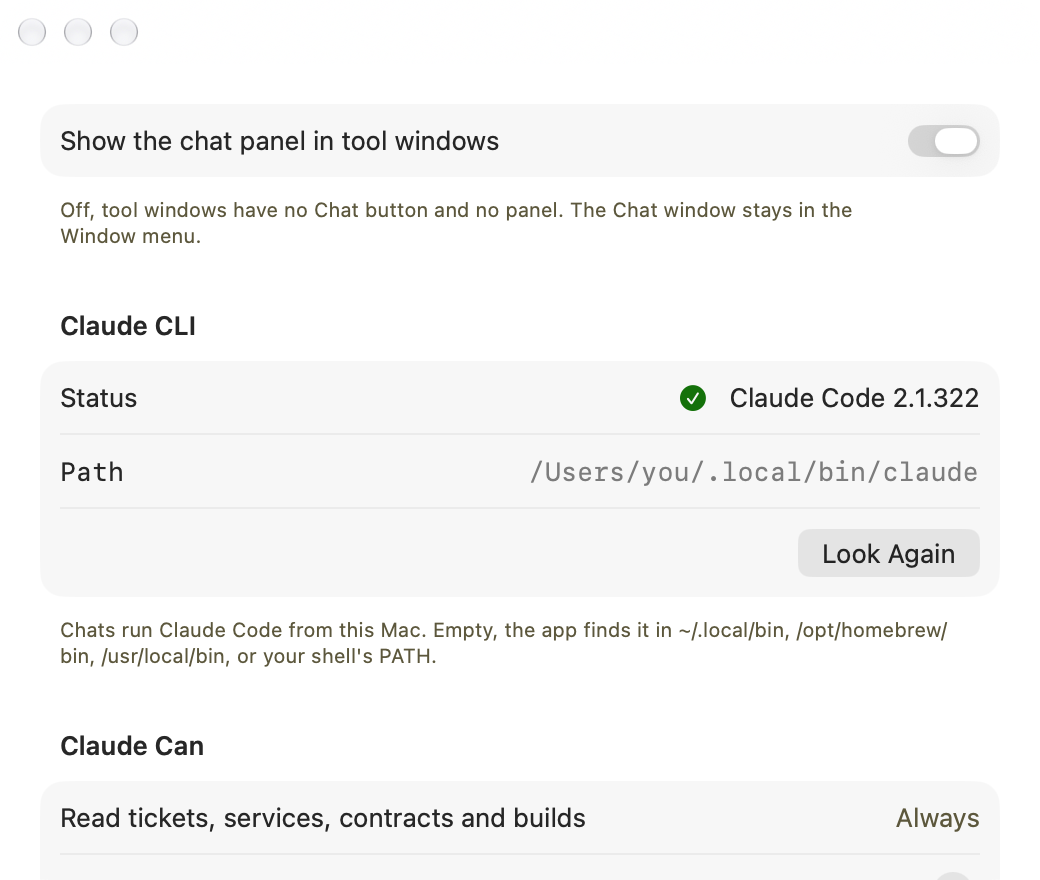 Show the chat panel in tool windows
Off, tool windows have no Chat button and no panel. The Chat window stays in the
Window menu.
Claude CLI
Status
Claude Code 2.1.322
Path
/Users/you/.local/bin/claude
Look Again
Chats run Claude Code from this Mac. Empty, the app finds it in ~/.local/bin, /opt/homebrew/
bin, /usr/local/bin, or your shell's PATH.
Claude Can
Read tickets, services, contracts and builds
Always